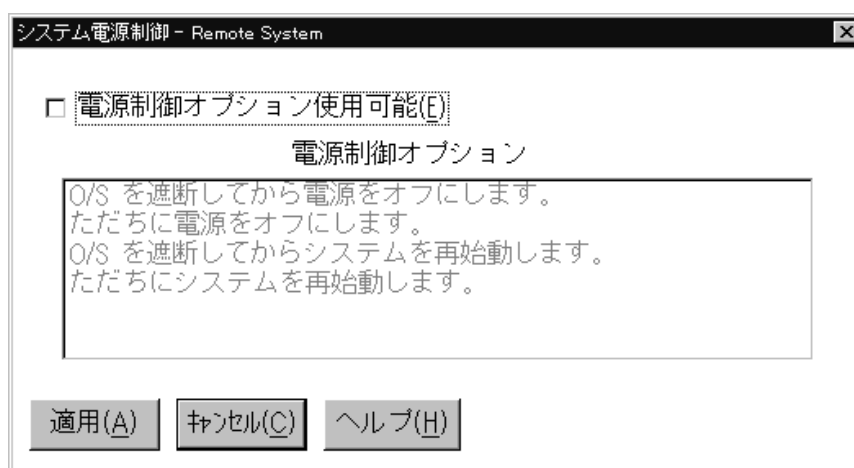 システム電源制御 - Remote System
電源制御オプション使用可能(E)
電源制御オプション
O/S を遮断してから電源をオフにします。
ただちに電源をオフにします。
O/S を遮断してからシステムを再始動します。
ただちにシステムを再始動します。
適用(A) ｷｬﾝｾﾙ(C) ヘルプ(H)